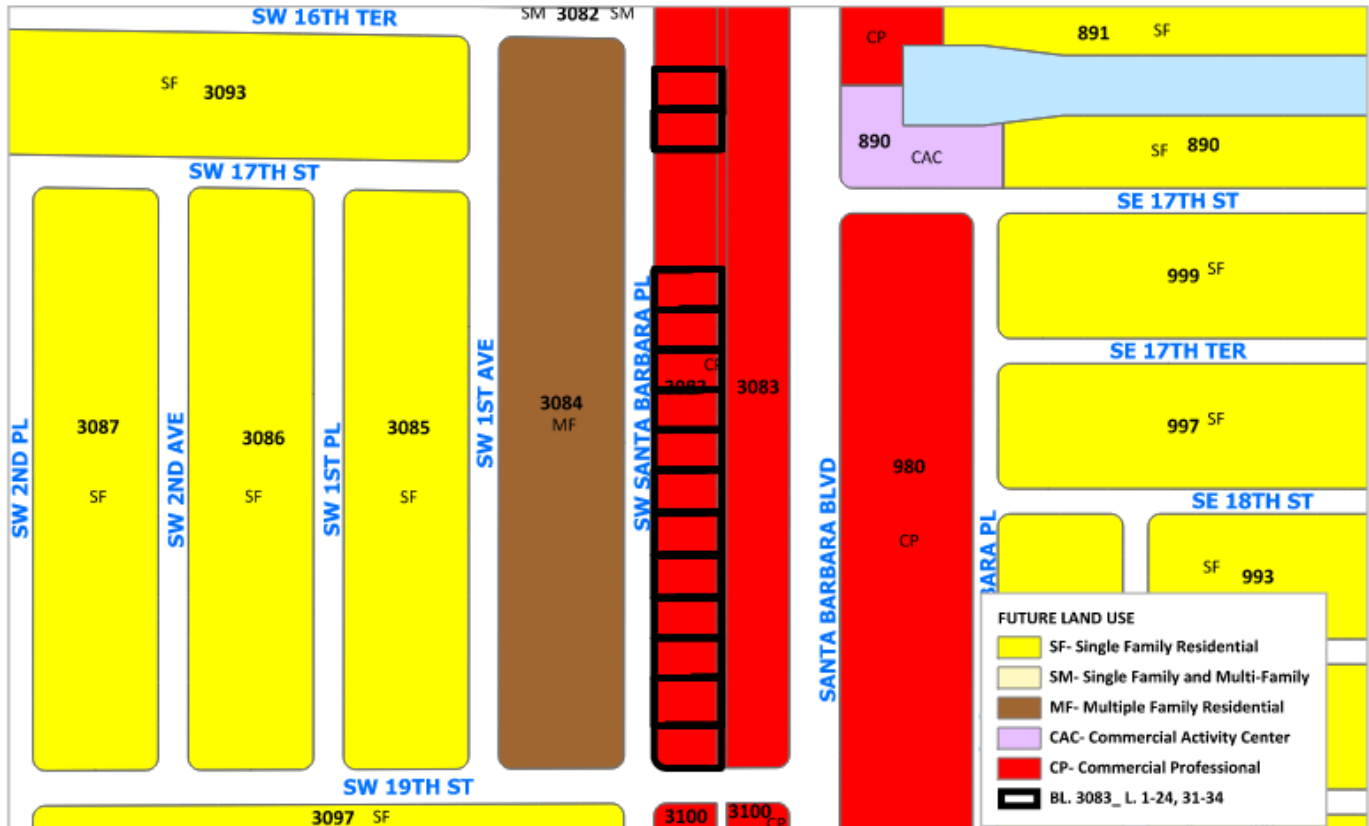 SW 16TH TER
SM 3082 SM
CP
891 SF
SF 3093
890
CAC
SF 890
SW 17TH ST
SE 17TH ST
999 SF
SW SANTA BARBARA PL
CP
3083
3083
SE 17TH TER
SW 1ST AVE
3084
MF
3087
SF
3086
SF
3085
SF
SW 2ND PL
SW 2ND AVE
SW 1ST PL
997 SF
980
CP
SANTA BARBARA BLVD
SE 18TH ST
BARA PL
SF 993
FUTURE LAND USE
SF- Single Family Residential
SM- Single Family and Multi-Family
MF- Multiple Family Residential
CAC- Commercial Activity Center
CP- Commercial Professional
BL. 3083_ L. 1-24, 31-34
SW 19TH ST
3097 SF
3100
3100
CP